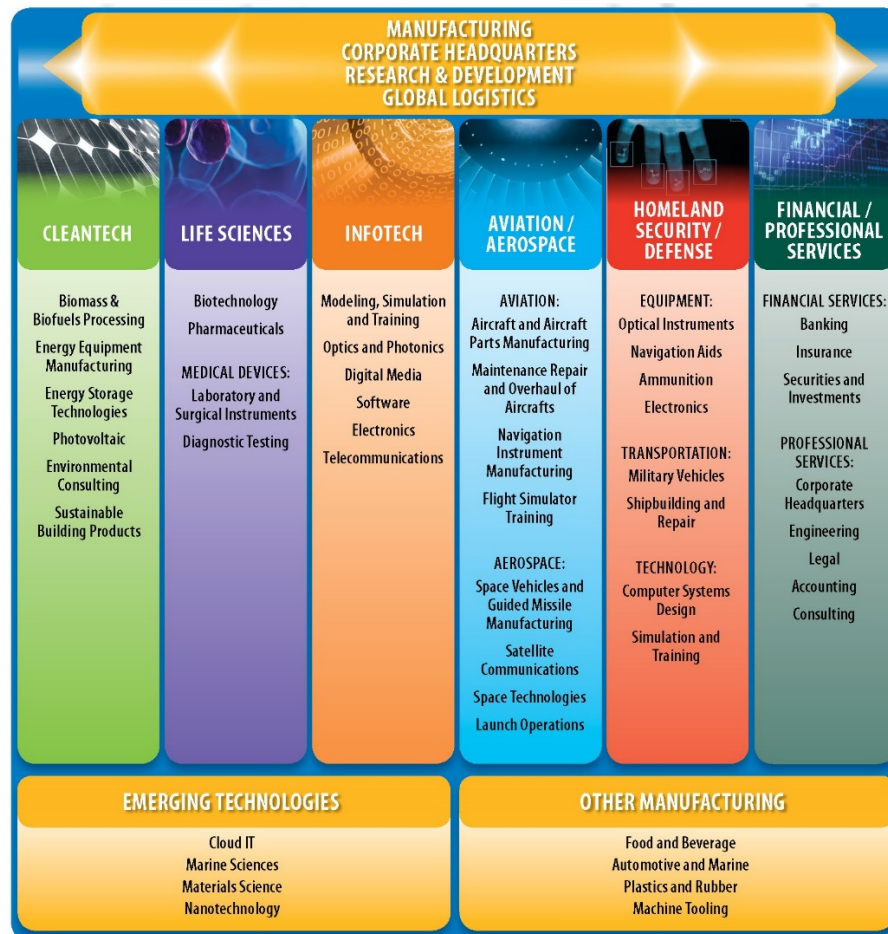 MANUFACTURING
CORPORATE HEADQUARTERS
RESEARCH & DEVELOPMENT
GLOBAL LOGISTICS
CLEANTECH
Biomass &
Biofuels Processing
Energy Equipment
Manufacturing
Energy Storage
Technologies
Photovoltaic
Environmental
Consulting
Sustainable
Building Products
LIFE SCIENCES
Biotechnology
Pharmaceuticals
MEDICAL DEVICES:
Laboratory and
Surgical Instruments
Diagnostic Testing
INFOTECH
Modeling, Simulation
and Training
Optics and Photonics
Digital Media
Software
Electronics
Telecommunications
AVIATION /
AEROSPACE
AVIATION:
Aircraft and Aircraft
Parts Manufacturing
Maintenance Repair
and Overhaul of
Aircrafts
Navigation
Instrument
Manufacturing
Flight Simulator
Training
AEROSPACE:
Space Vehicles and
Guided Missile
Manufacturing
Satellite
Communications
Space Technologies
Launch Operations
HOMELAND
SECURITY /
DEFENSE
EQUIPMENT:
Optical Instruments
Navigation Aids
Ammunition
Electronics
TRANSPORTATION:
Military Vehicles
Shipbuilding and
Repair
TECHNOLOGY:
Computer Systems
Design
Simulation and
Training
FINANCIAL /
PROFESSIONAL
SERVICES
FINANCIAL SERVICES:
Banking
Insurance
Securities and
Investments
PROFESSIONAL
SERVICES:
Corporate
Headquarters
Engineering
Legal
Accounting
Consulting
EMERGING TECHNOLOGIES
Cloud IT
Marine Sciences
Materials Science
Nanotechnology
OTHER MANUFACTURING
Food and Beverage
Automotive and Marine
Plastics and Rubber
Machine Tooling